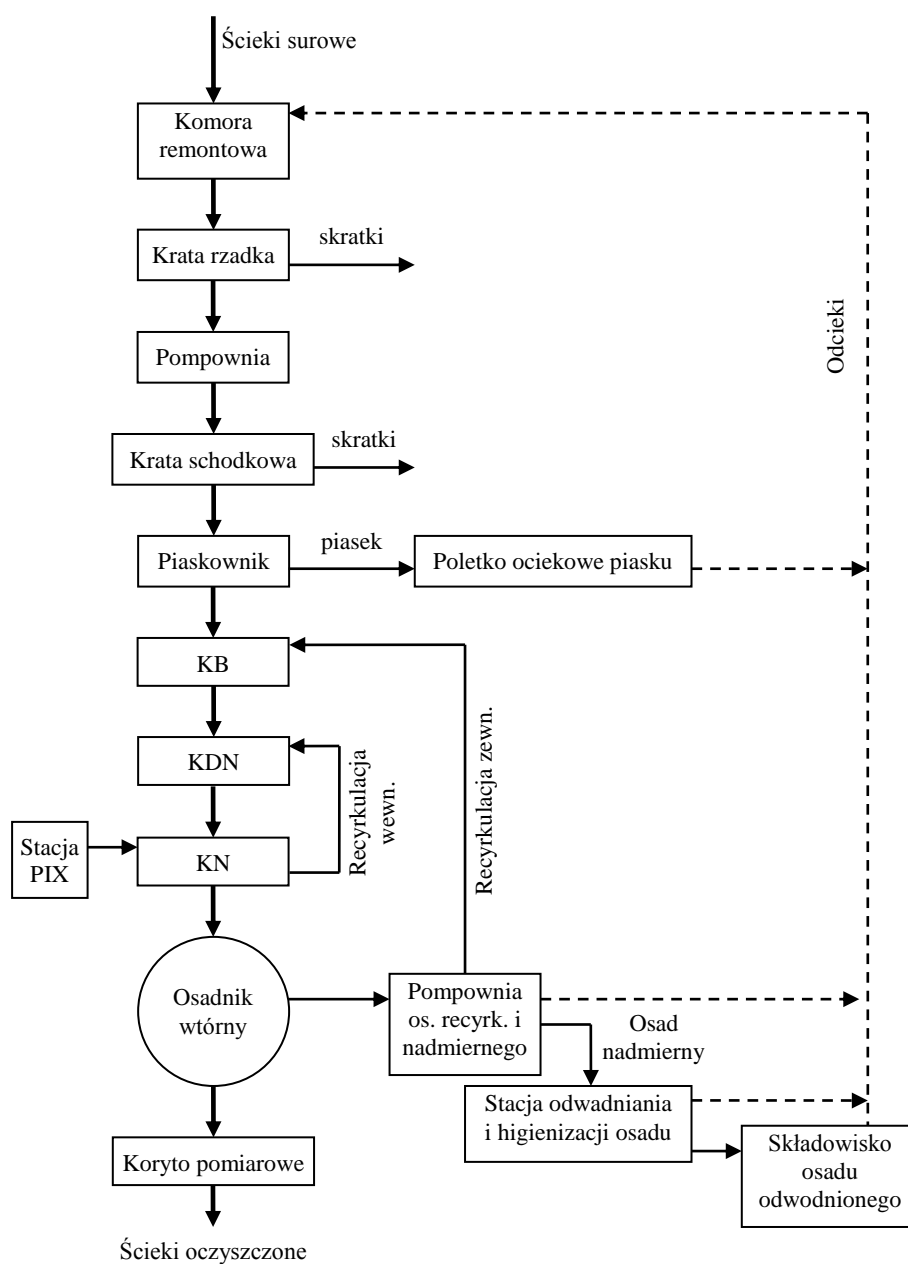 Ścieki surowe
Komora
remontowa
Krata rzadka
skratki
Odcieki
Pompownia
Krata schodkowa
skratki
Piaskownik
piasek
Poletko ociekowe piasku
KB
KDN
Recyrkulacja
wewn.
Recyrkulacja zewn.
Stacja
PIX
KN
Osadnik
wtórny
Pompownia
os. recyrk. i
nadmiernego
Osad
nadmierny
Stacja odwadniania
i higienizacji osadu
Składowisko
osadu
odwodnionego
Koryto pomiarowe
Ścieki oczyszczone